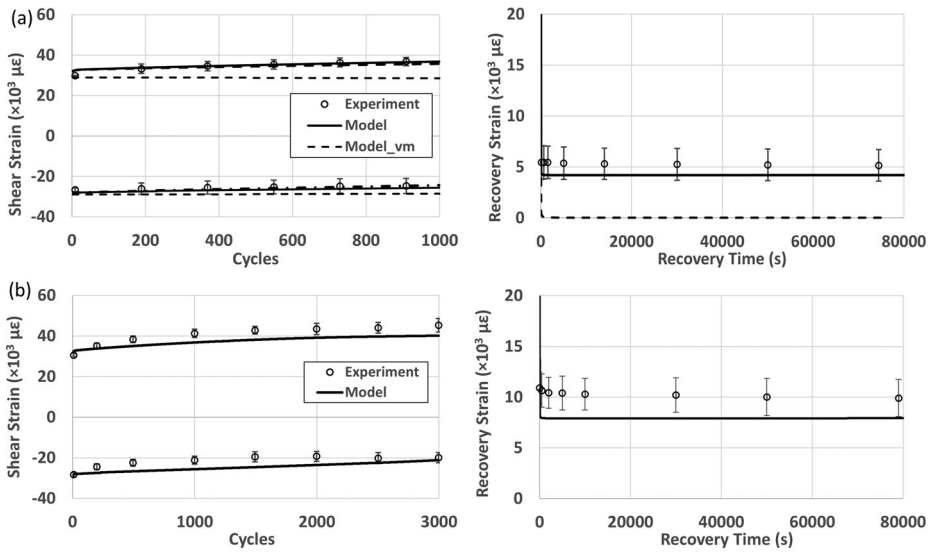 (a)
Shear Strain (×10³ µε)
60
40
20
0
-20
-40
0
200
400
600
800
1000
Cycles
Experiment
Model
Model_vm
Recovery Strain (×10³ µε)
20
15
10
5
0
0
20000
40000
60000
80000
Recovery Time (s)
(b)
Shear Strain (×10³ µε)
60
40
20
0
-20
-40
0
1000
2000
3000
Cycles
Experiment
Model
Recovery Strain (×10³ µε)
20
15
10
5
0
0
20000
40000
60000
80000
Recovery Time (s)